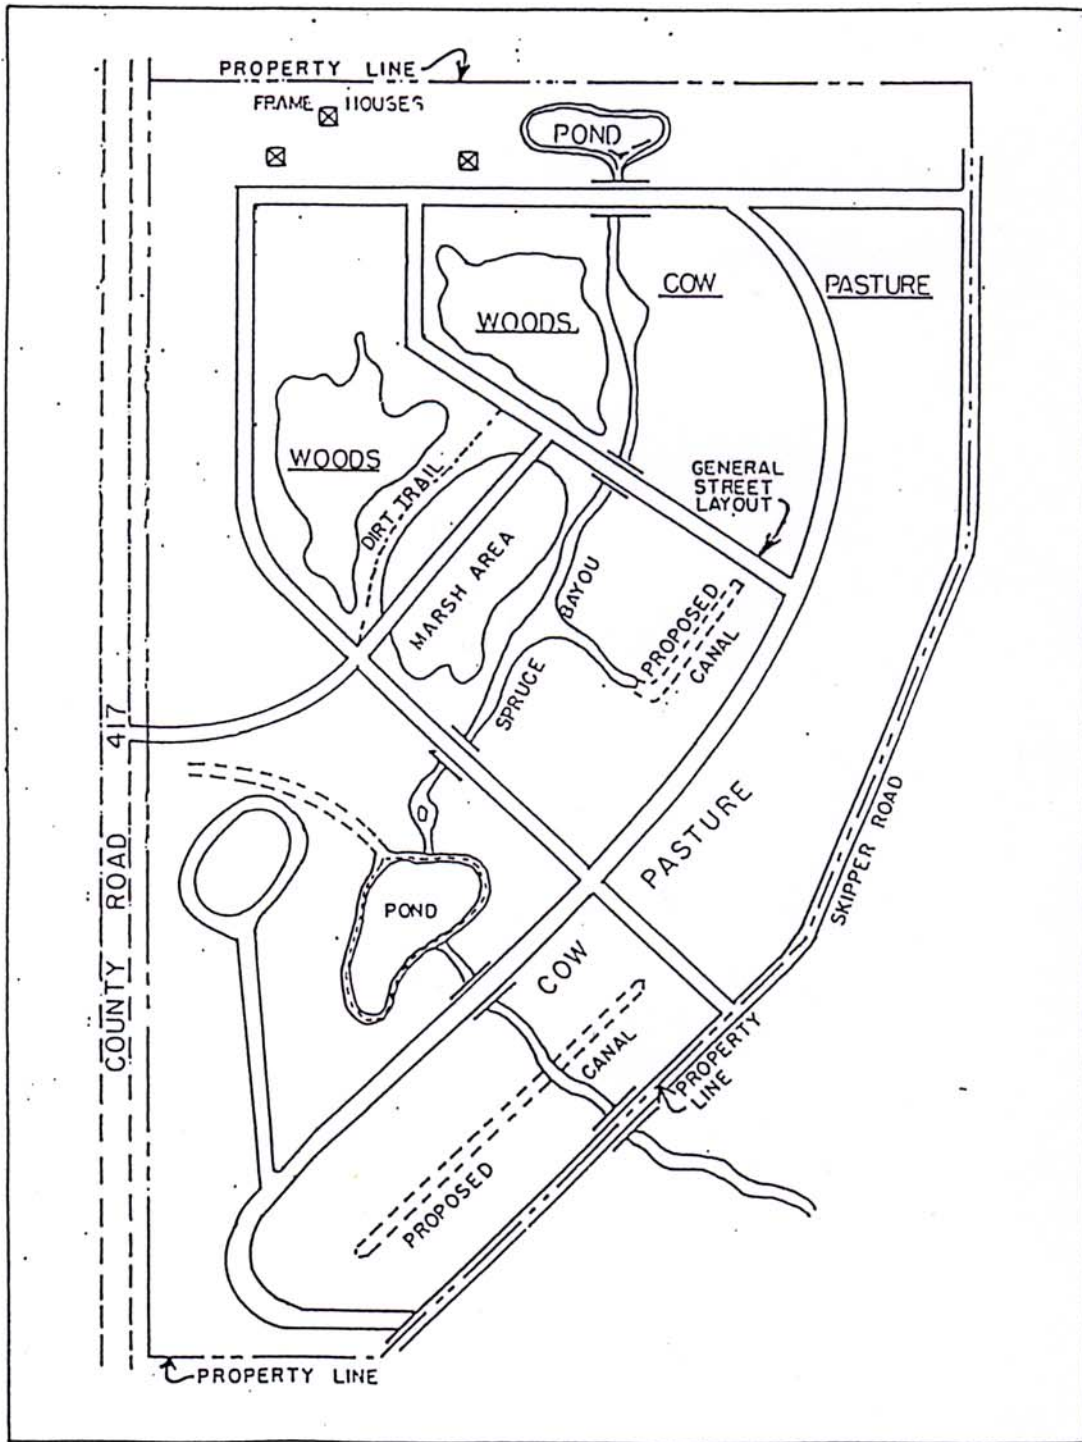 PROPERTY LINE
FRAME HOUSES
POND
COW PASTURE
WOODS
WOODS
DIRT TRAIL
GENERAL
STREET
LAYOUT
MARSH AREA
BAYOU
SPRUCE
PROPOSED
CANAL
COUNTY ROAD 417
PASTURE
COW
SKIPPER ROAD
POND
CANAL
PROPOSED
PROPERTY
LINE
PROPERTY LINE